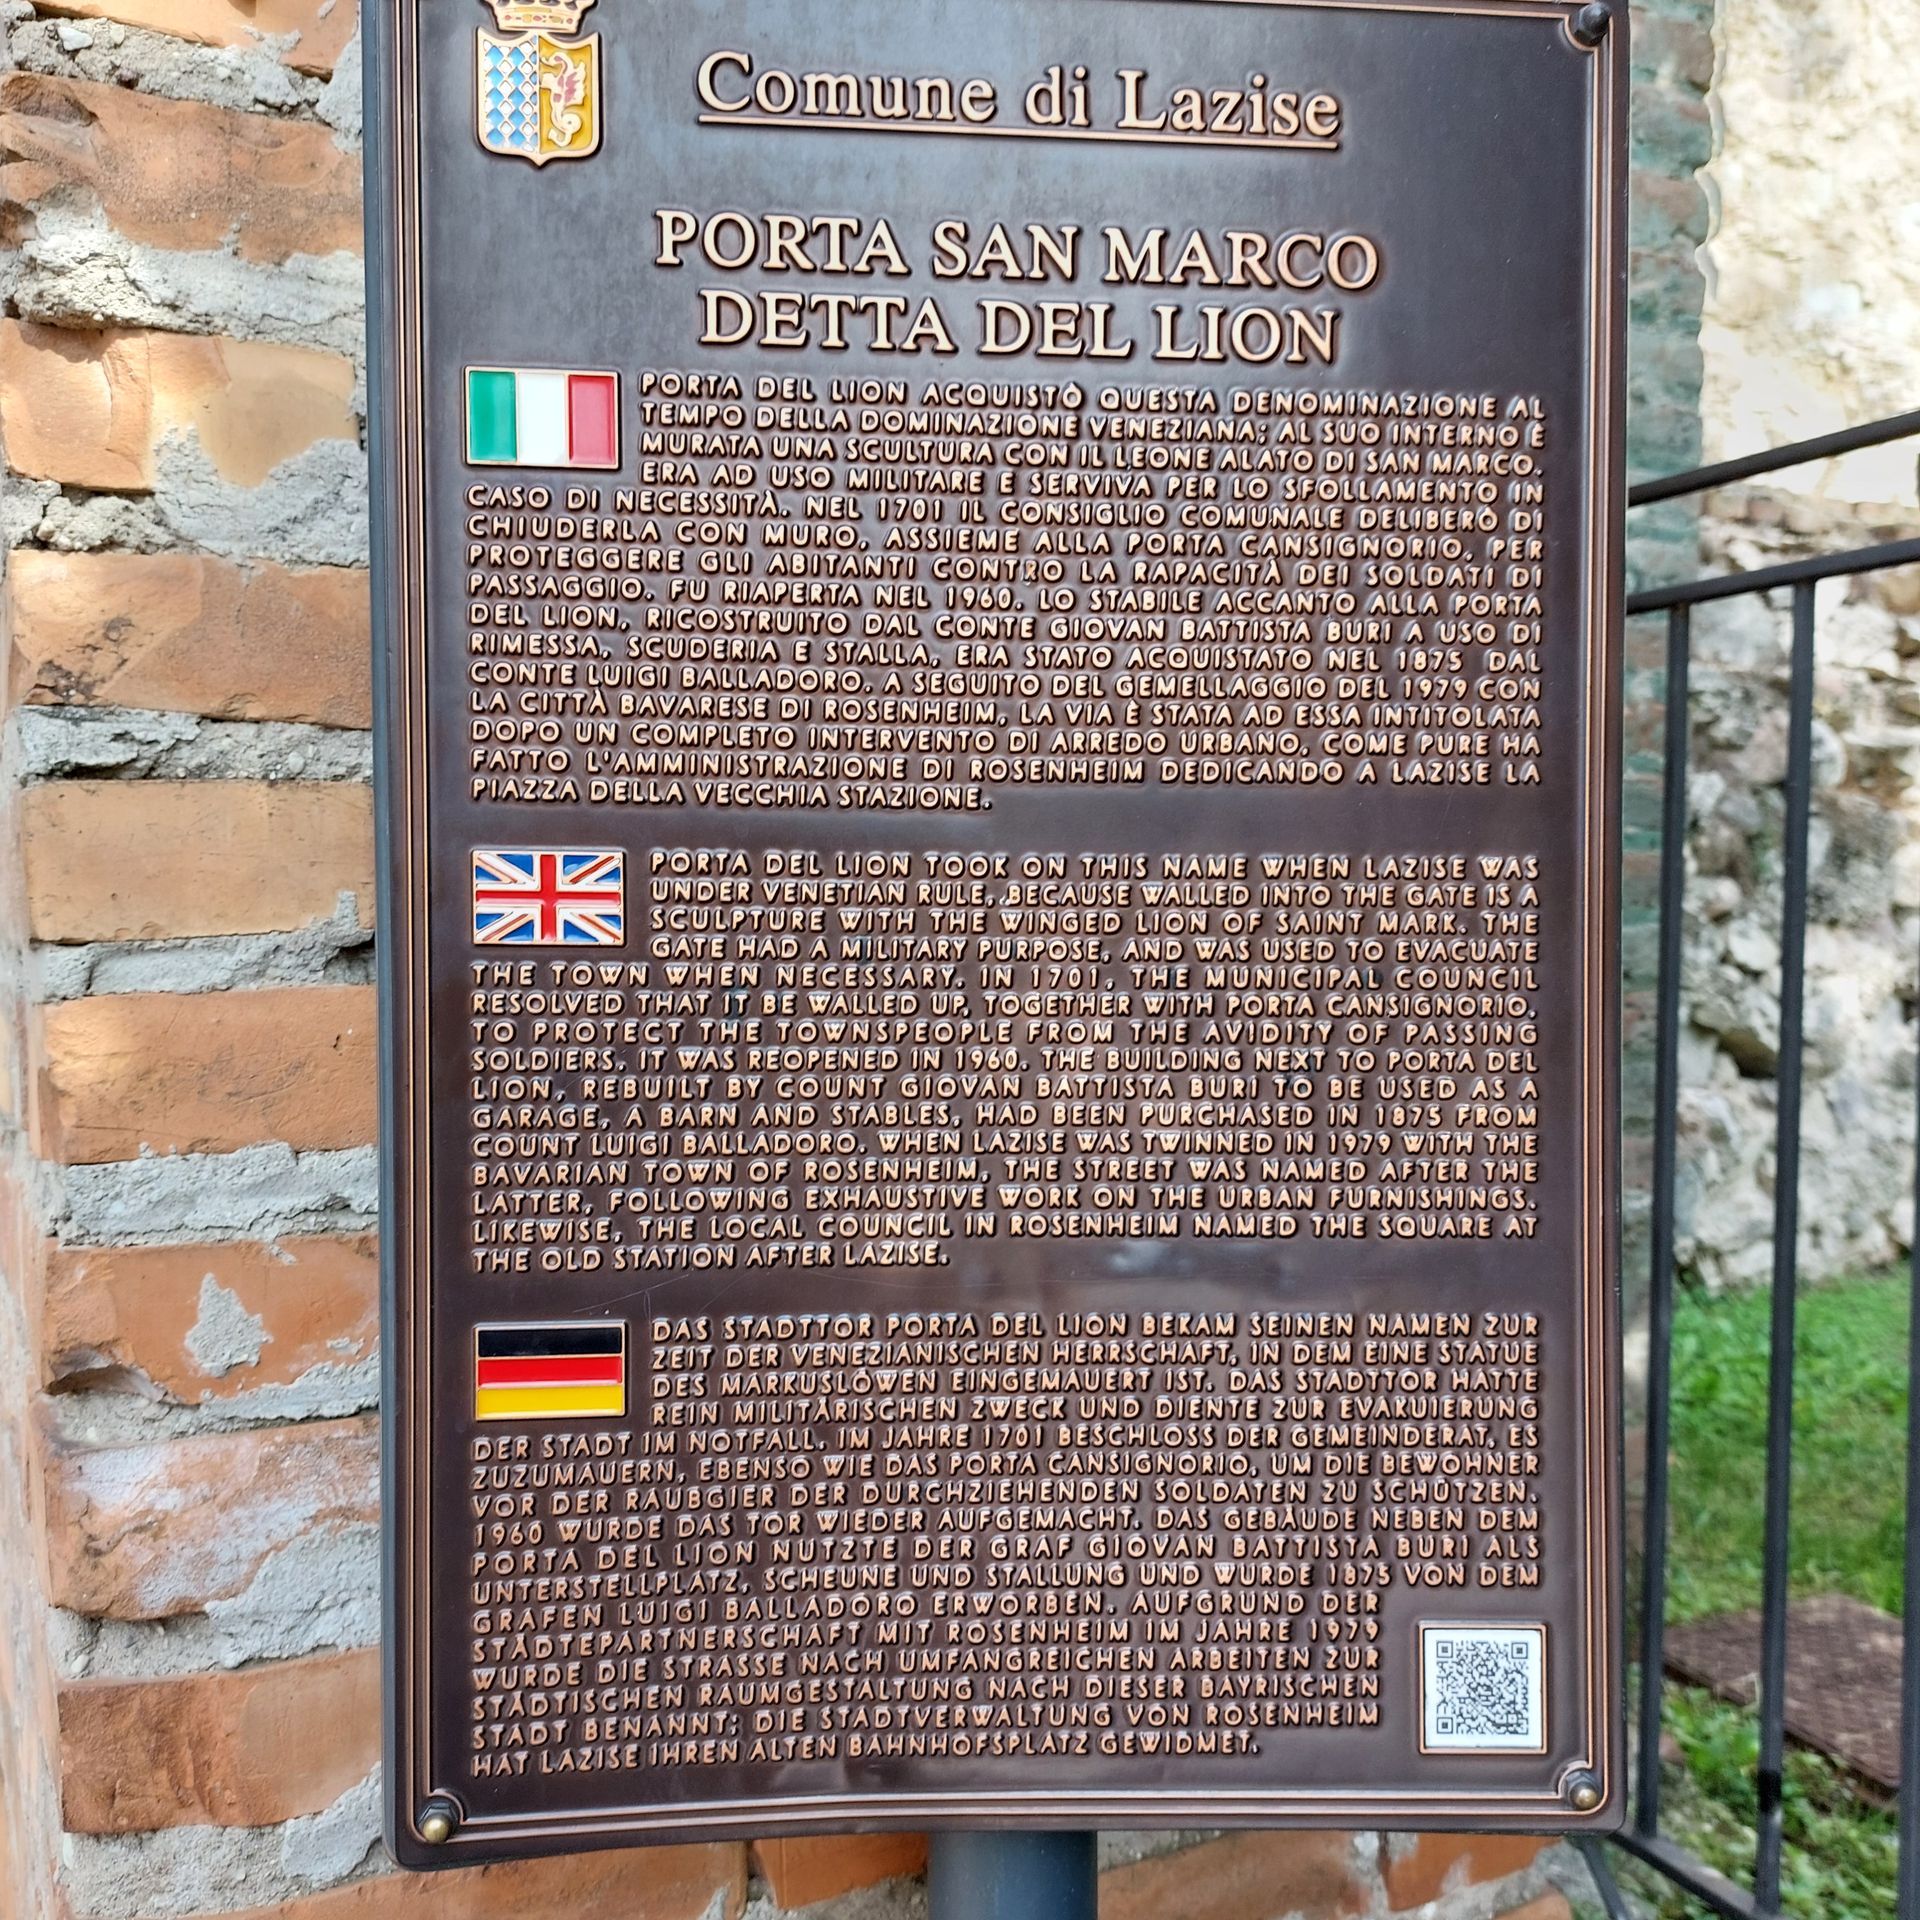 Comune di Lazise
PORTA SAN MARCO
DETTA DEL LION
PORTA DEL LION ACQUISTÒ QUESTA DENOMINAZIONE AL
TEMPO DELLA DOMINAZIONE VENEZIANA; AL SUO INTERNO È
MURATA UNA SCULTURA CON IL LEONE ALATO DI SAN MARCO.
ERA AD USO MILITARE E SERVIVA PER LO SFOLLAMENTO IN
CASO DI NECESSITÀ. NEL 1701 IL CONSIGLIO COMUNALE DELIBERÒ DI
CHIUDERLA CON MURO, ASSIEME ALLA PORTA CANSIGNORIO, PER
PROTEGGERE GLI ABITANTI CONTRO LA RAPACITÀ DEI SOLDATI DI
PASSAGGIO. FU RIAPERTA NEL 1960. LO STABILE ACCANTO ALLA PORTA
DEL LION, RICOSTRUITO DAL CONTE GIOVAN BATTISTA BURI A USO DI
RIMESSA, SCUDERIA E STALLA, ERA STATO ACQUISTATO NEL 1875 DAL
CONTE LUIGI BALLADORO. A SEGUITO DEL GEMELLAGGIO DEL 1979 CON
LA CITTÀ BAVARESE DI ROSENHEIM, LA VIA È STATA AD ESSA INTITOLATA
DOPO UN COMPLETO INTERVENTO DI ARREDO URBANO, COME PURE HA
FATTO L'AMMINISTRAZIONE DI ROSENHEIM DEDICANDO A LAZISE LA
PIAZZA DELLA VECCHIA STAZIONE.
PORTA DEL LION TOOK ON THIS NAME WHEN LAZISE WAS
UNDER VENETIAN RULE, BECAUSE WALLED INTO THE GATE IS A
SCULPTURE WITH THE WINGED LION OF SAINT MARK. THE
GATE HAD A MILITARY PURPOSE, AND WAS USED TO EVACUATE
THE TOWN WHEN NECESSARY. IN 1701, THE MUNICIPAL COUNCIL
RESOLVED THAT IT BE WALLED UP, TOGETHER WITH PORTA CANSIGNORIO,
TO PROTECT THE TOWNSPEOPLE FROM THE AVIDITY OF PASSING
SOLDIERS. IT WAS REOPENED IN 1960. THE BUILDING NEXT TO PORTA DEL
LION, REBUILT BY COUNT GIOVAN BATTISTA BURI TO BE USED AS A
GARAGE, A BARN AND STABLES, HAD BEEN PURCHASED IN 1875 FROM
COUNT LUIGI BALLADORO. WHEN LAZISE WAS TWINNED IN 1979 WITH THE
BAVARIAN TOWN OF ROSENHEIM, THE STREET WAS NAMED AFTER THE
LATTER, FOLLOWING EXHAUSTIVE WORK ON THE URBAN FURNISHINGS.
LIKEWISE, THE LOCAL COUNCIL IN ROSENHEIM NAMED THE SQUARE AT
THE OLD STATION AFTER LAZISE.
DAS STADTTOR PORTA DEL LION BEKAM SEINEN NAMEN ZUR
ZEIT DER VENEZIANISCHEN HERRSCHAFT, IN DEM EINE STATUE
DES MARKUSLÖWEN EINGEMAUERT IST. DAS STADTTOR HATTE
REIN MILITÄRISCHEN ZWECK UND DIENTE ZUR EVAKUIERUNG
DER STADT IM NOTFALL. IM JAHRE 1701 BESCHLOSS DER GEMEINDERAT, ES
ZUZUMAUERN, EBENSO WIE DAS PORTA CANSIGNORIO, UM DIE BEWOHNER
VOR DER RAUBGIER DER DURCHZIEHENDEN SOLDATEN ZU SCHÜTZEN.
1960 WURDE DAS TOR WIEDER AUFGEMACHT. DAS GEBÄUDE NEBEN DEM
PORTA DEL LION NUTZTE DER GRAF GIOVAN BATTISTA BURI ALS
UNTERSTELLPLATZ, SCHEUNE UND STALLUNG UND WURDE 1875 VON DEM
GRAFEN LUIGI BALLADORO ERWORBEN. AUFGRUND DER
STÄDTEPARTNERSCHAFT MIT ROSENHEIM IM JAHRE 1979
WURDE DIE STRASSE NACH UMFANGREICHEN ARBEITEN ZUR
STÄDTISCHEN RAUMGESTALTUNG NACH DIESER BAYRISCHEN
STADT BENANNT; DIE STADTVERWALTUNG VON ROSENHEIM
HAT LAZISE IHREN ALTEN BAHNHOFSPLATZ GEWIDMET.